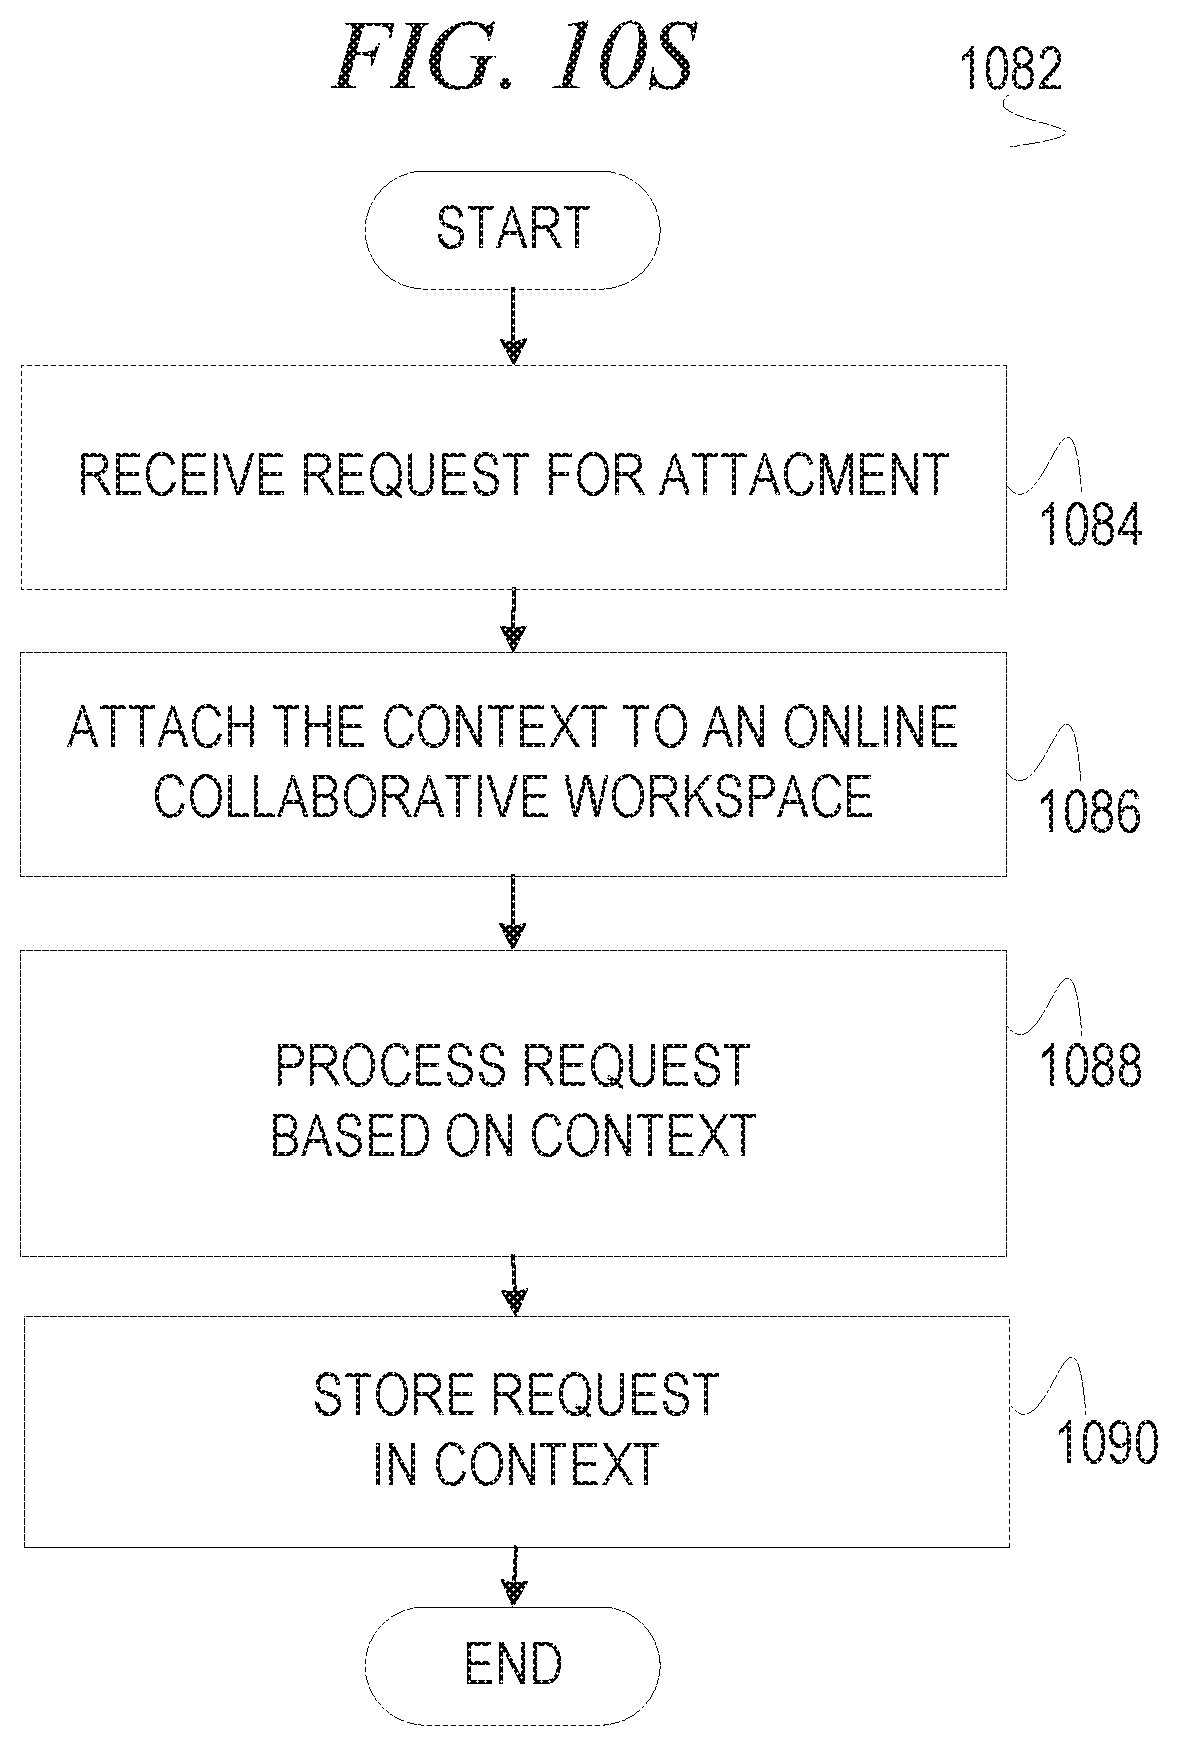 FIG. 10S
1082
START
RECEIVE REQUEST FOR ATTACMENT
1084
ATTACH THE CONTEXT TO AN ONLINE
COLLABORATIVE WORKSPACE
1086
PROCESS REQUEST
BASED ON CONTEXT
1088
STORE REQUEST
IN CONTEXT
1090
END